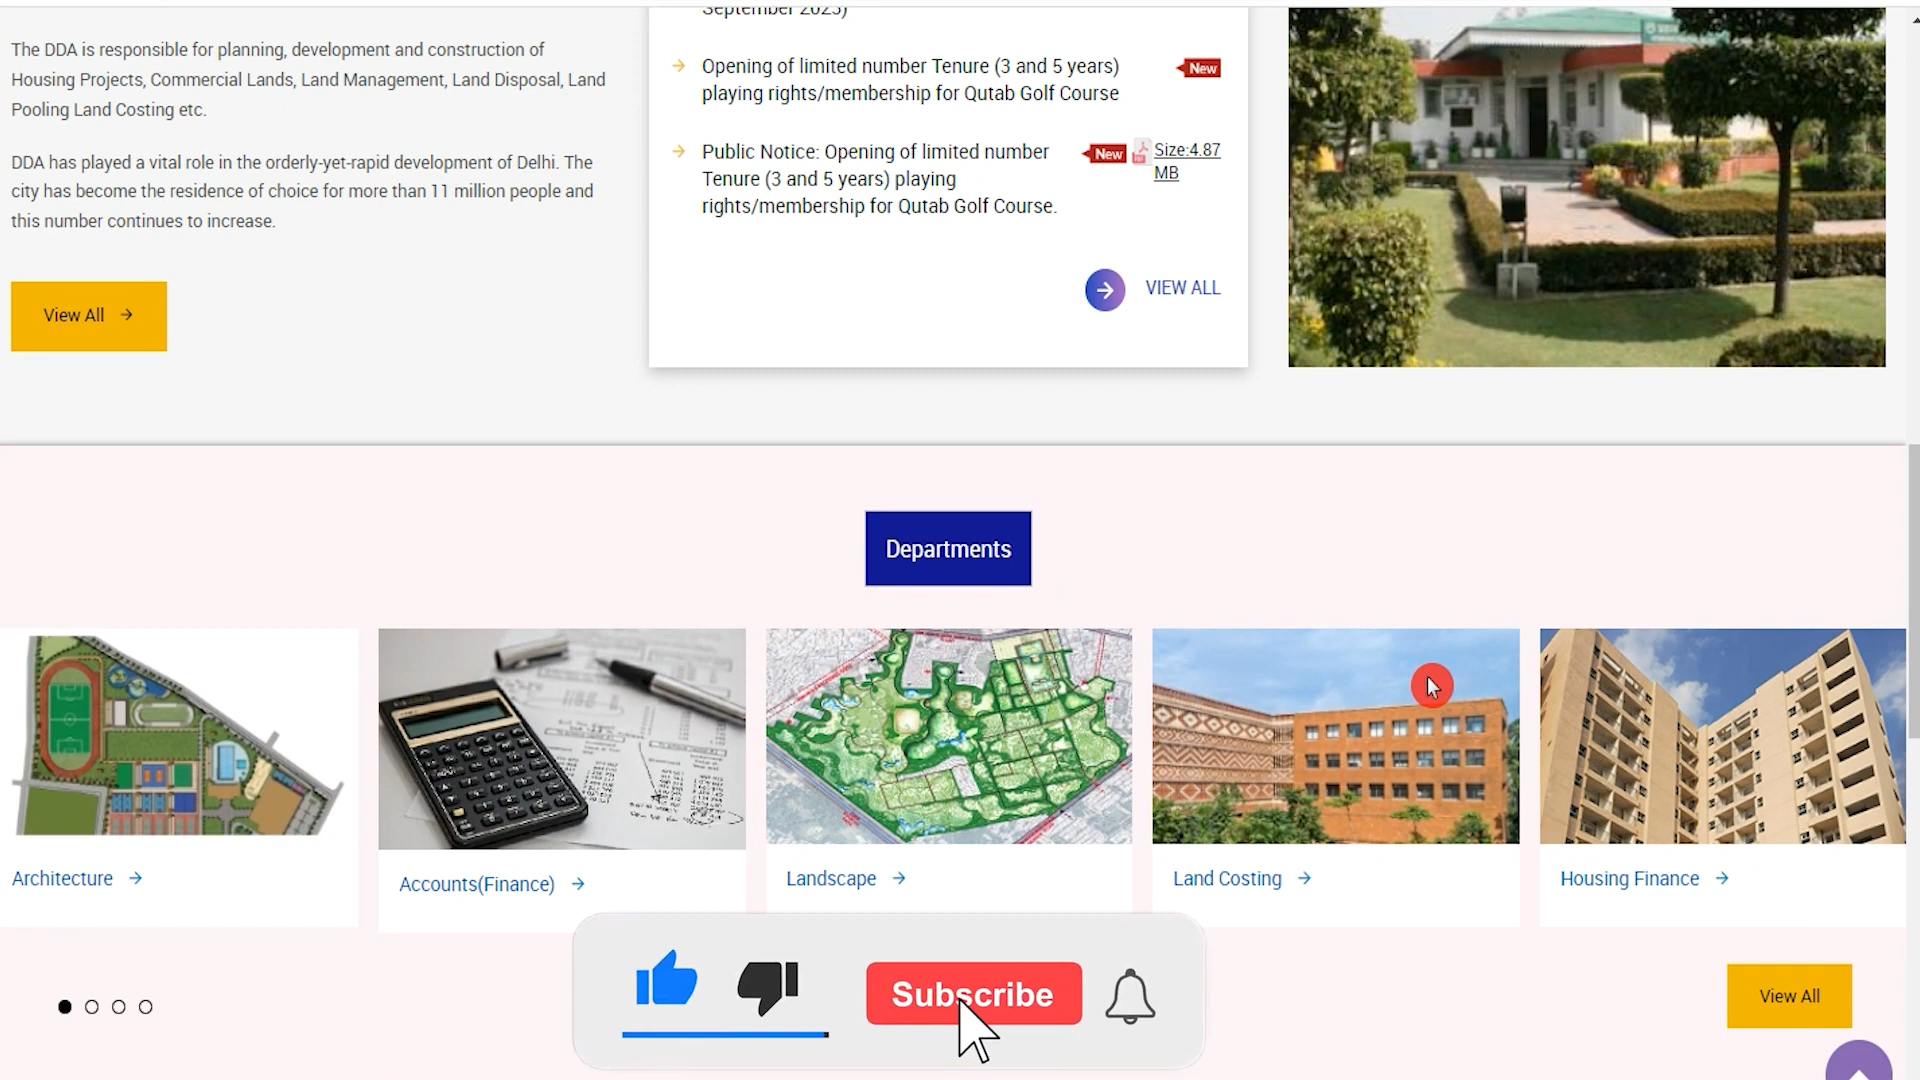 The DDA is responsible for planning, development and construction of
Housing Projects, Commercial Lands, Land Management, Land Disposal, Land
Pooling Land Costing etc.
DDA has played a vital role in the orderly-yet-rapid development of Delhi. The
city has become the residence of choice for more than 11 million people and
this number continues to increase.
View All
September 2025)
Opening of limited number Tenure (3 and 5 years)
playing rights/membership for Qutab Golf Course
New
Public Notice: Opening of limited number
Tenure (3 and 5 years) playing
rights/membership for Qutab Golf Course.
New
Size:4.87
MB
VIEW ALL
Departments
Architecture
Accounts(Finance)
Landscape
Land Costing
Housing Finance
Subscribe
View All